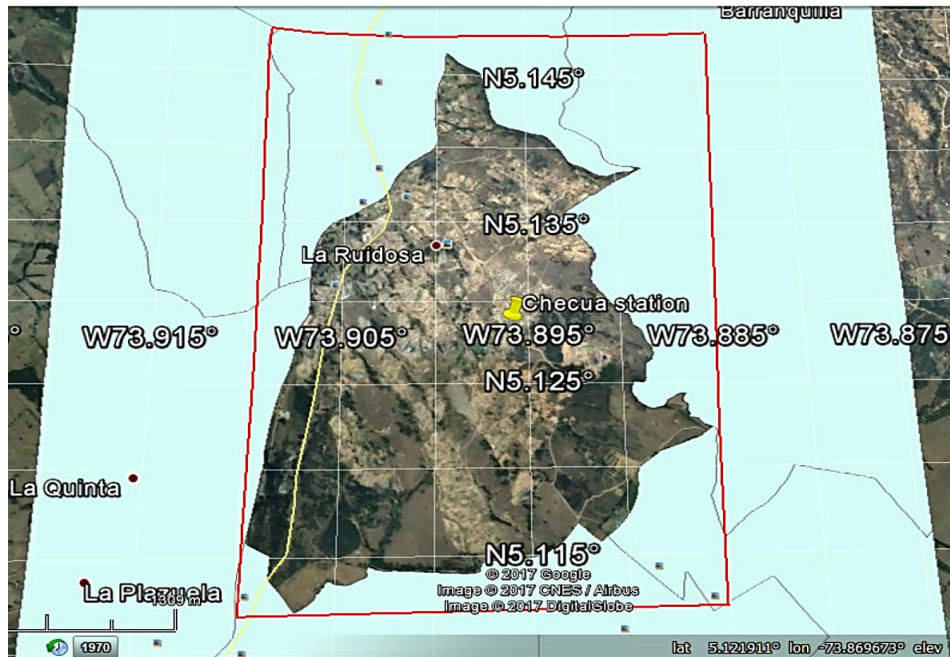 Barranquilla
N5.145°
N5.135°
La Ruidosa
Checua station
°
W73.915°
W73.905°
W73.895°
W73.885°
W73.875
N5.125°
La Quinta
N5.115°
© 2017 Google
Image © 2017 CNES / Airbus
Image © 2017 DigitalGlobe
La Plazuela
1309 m
1970
lat 5.121911° lon -73.869673° elev